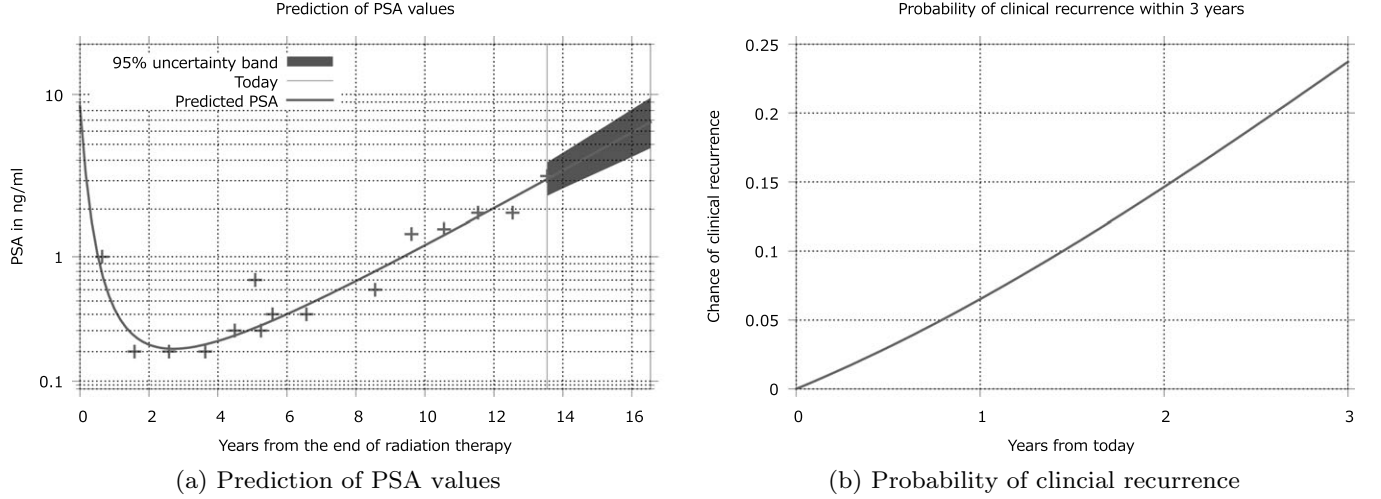 Prediction of PSA values
95% uncertainty band
Today
Predicted PSA
10
1
0.1
PSA in ng/ml
0 2 4 6 8 10 12 14 16
Years from the end of radiation therapy
(a) Prediction of PSA values
Probability of clinical recurrence within 3 years
0.25
0.2
0.15
0.1
0.05
0
Chance of clinical recurrence
0 1 2 3
Years from today
(b) Probability of clincial recurrence